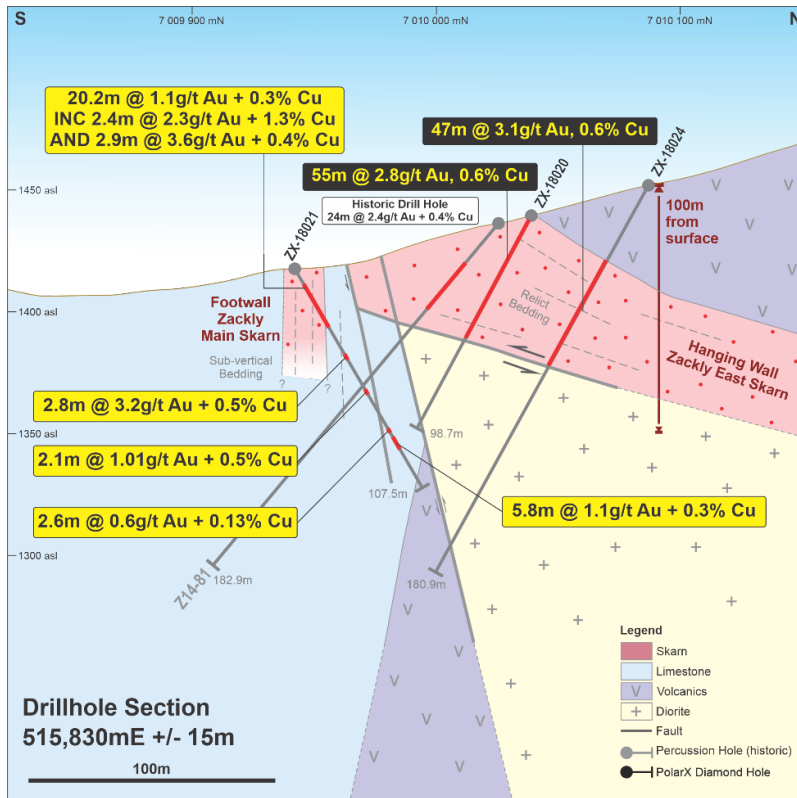 S
7 009 900 mN
7 010 000 mN
7 010 100 mN
N
20.2m @ 1.1g/t Au + 0.3% Cu
INC 2.4m @ 2.3g/t Au + 1.3% Cu
AND 2.9m @ 3.6g/t Au + 0.4% Cu
47m @ 3.1g/t Au, 0.6% Cu
55m @ 2.8g/t Au, 0.6% Cu
Historic Drill Hole
24m @ 2.4g/t Au + 0.4% Cu
ZX-18021
ZX-18020
ZX-18024
1450 asl
100m
from
surface
1400 asl
Footwall
Zackly
Main Skarn
Sub-vertical
Bedding
?
?
Relict
Bedding
Hanging Wall
Zackly East Skarn
2.8m @ 3.2g/t Au + 0.5% Cu
1350 asl
98.7m
2.1m @ 1.01g/t Au + 0.5% Cu
107.5m
2.6m @ 0.6g/t Au + 0.13% Cu
5.8m @ 1.1g/t Au + 0.3% Cu
1300 asl
Z14-81
182.9m
180.9m
Legend
Skarn
Limestone
V Volcanics
Diorite
Fault
Percussion Hole (historic)
PolarX Diamond Hole
Drillhole Section
515,830mE +/- 15m
100m